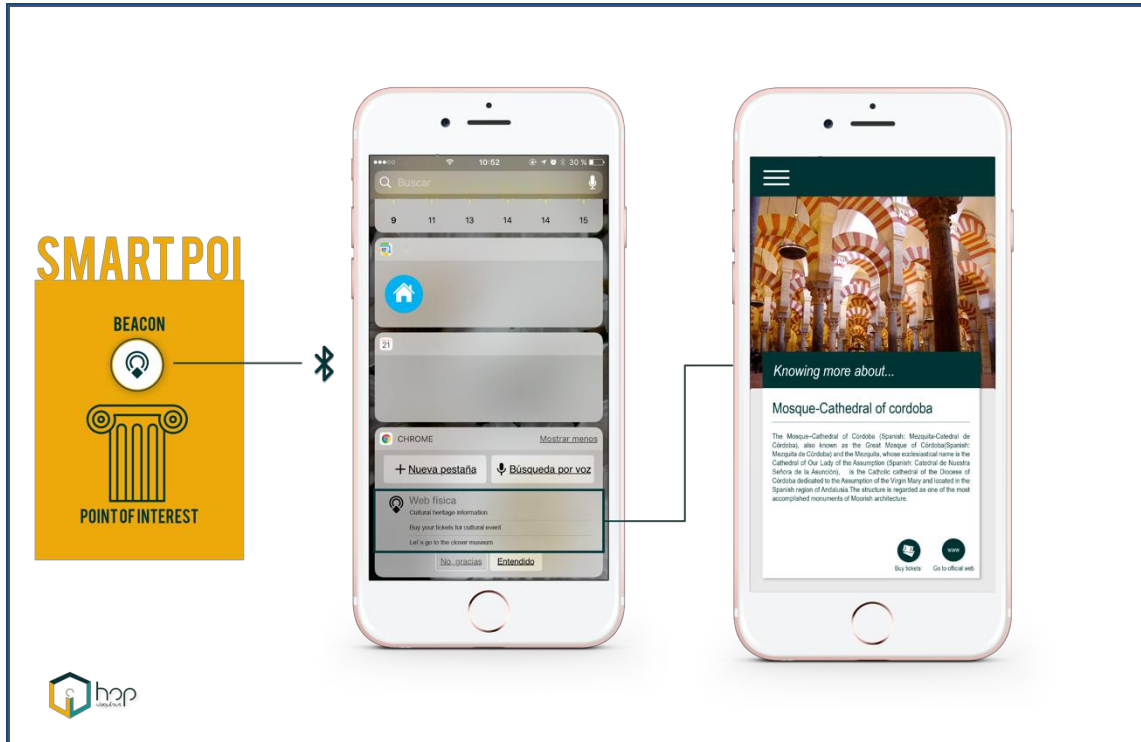 SMART POI
BEACON
POINT OF INTEREST
10:52
30 %
Buscar
9 11 13 14 14 15
21
CHROME Mostrar menos
+ Nueva pestaña Búsqueda por voz
Web física
Cultural heritage information
Buy your tickets for cultural event
Let´s go to the closer museum
No, gracias Entendido
Knowing more about...
Mosque-Cathedral of cordoba
The Mosque–Cathedral of Córdoba (Spanish: Mezquita-Catedral de
Córdoba), also known as the Great Mosque of Córdoba(Spanish:
Mezquita de Córdoba) and the Mezquita, whose ecclesiastical name is the
Cathedral of Our Lady of the Assumption (Spanish: Catedral de Nuestra
Señora de la Asunción), is the Catholic cathedral of the Diocese of
Córdoba dedicated to the Assumption of the Virgin Mary and located in the
Spanish region of Andalusia.The structure is regarded as one of the most
accomplished monuments of Moorish architecture.
www
Buy tickets Go to official web
hop
ubiquitous